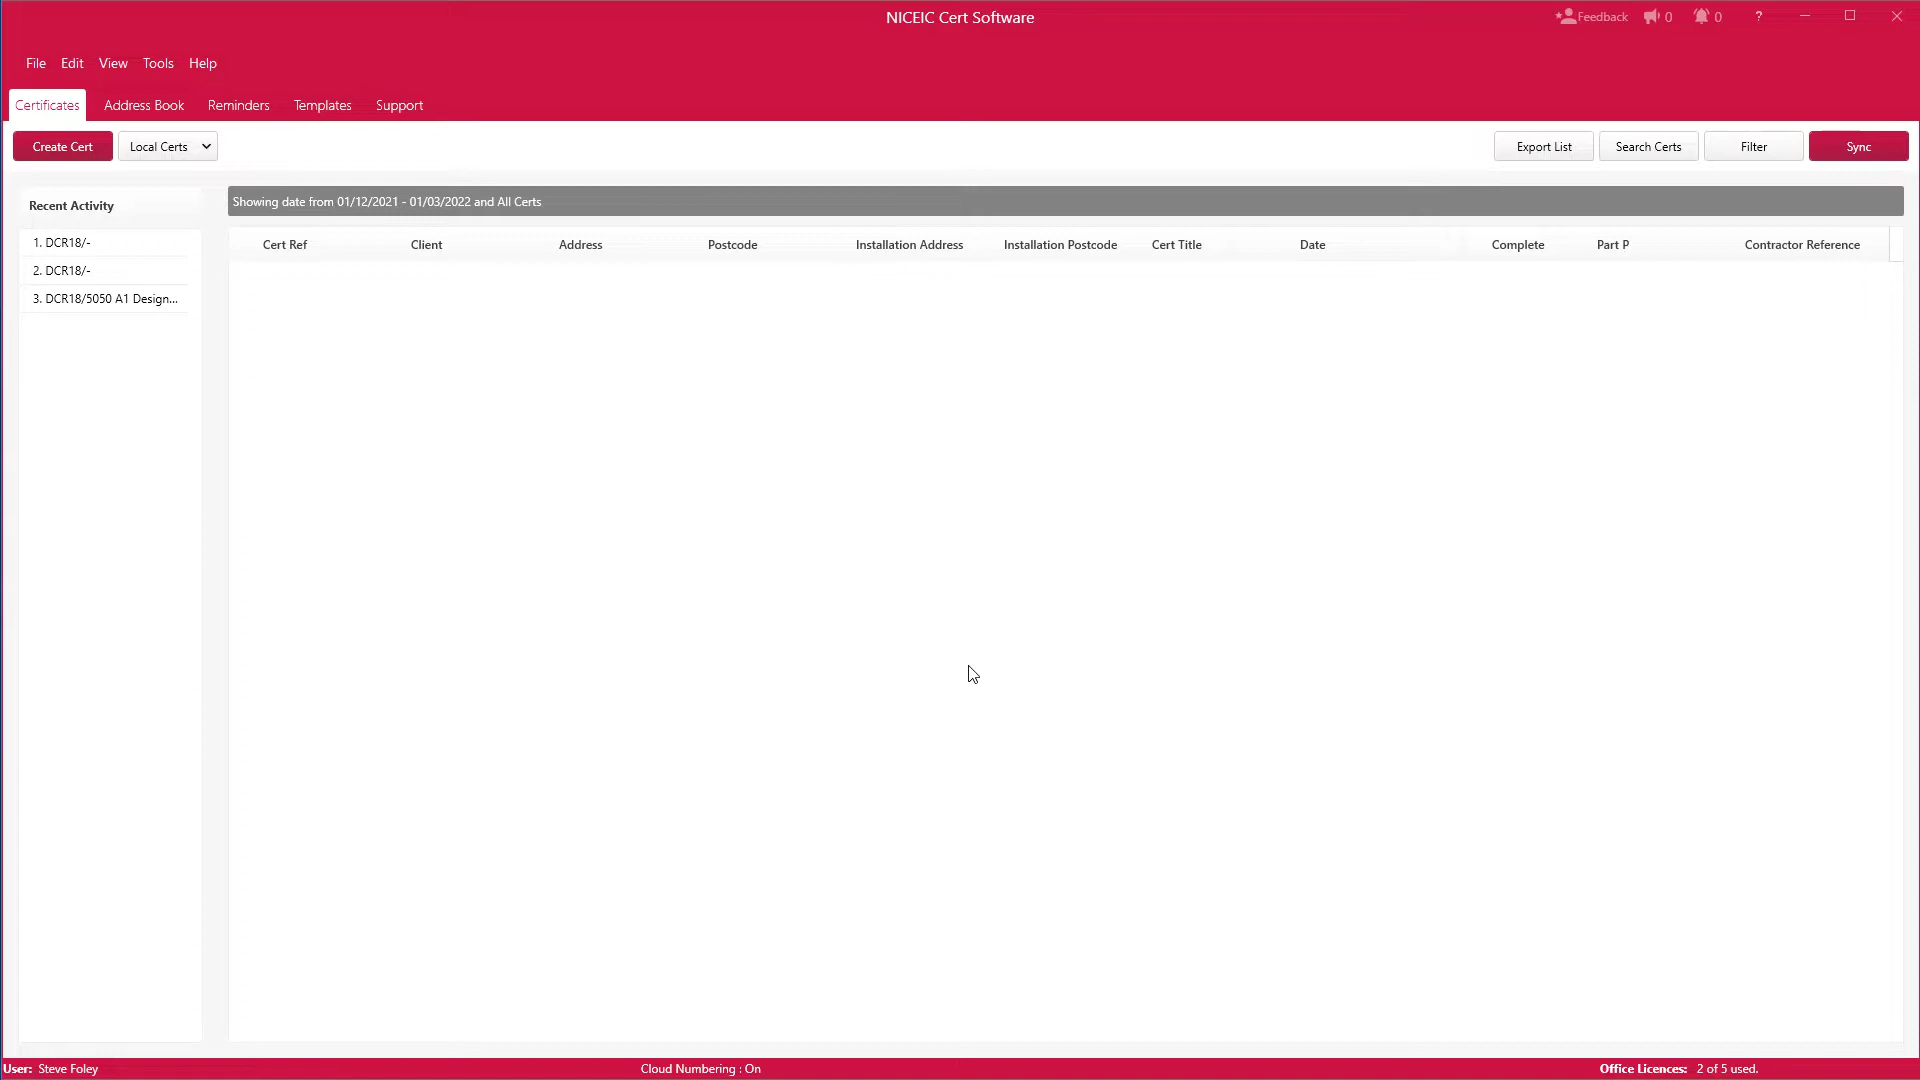 NICEIC Cert Software
Feedback 0 0 ?
File Edit View Tools Help
Certificates Address Book Reminders Templates Support
Create Cert Local Certs Export List Search Certs Filter Sync
Recent Activity
Showing date from 01/12/2021 - 01/03/2022 and All Certs
Cert Ref Client Address Postcode Installation Address Installation Postcode Cert Title Date Complete Part P Contractor Reference
1. DCR18/-
2. DCR18/-
3. DCR18/5050 A1 Design...
User: Steve Foley Cloud Numbering : On Office Licences: 2 of 5 used.